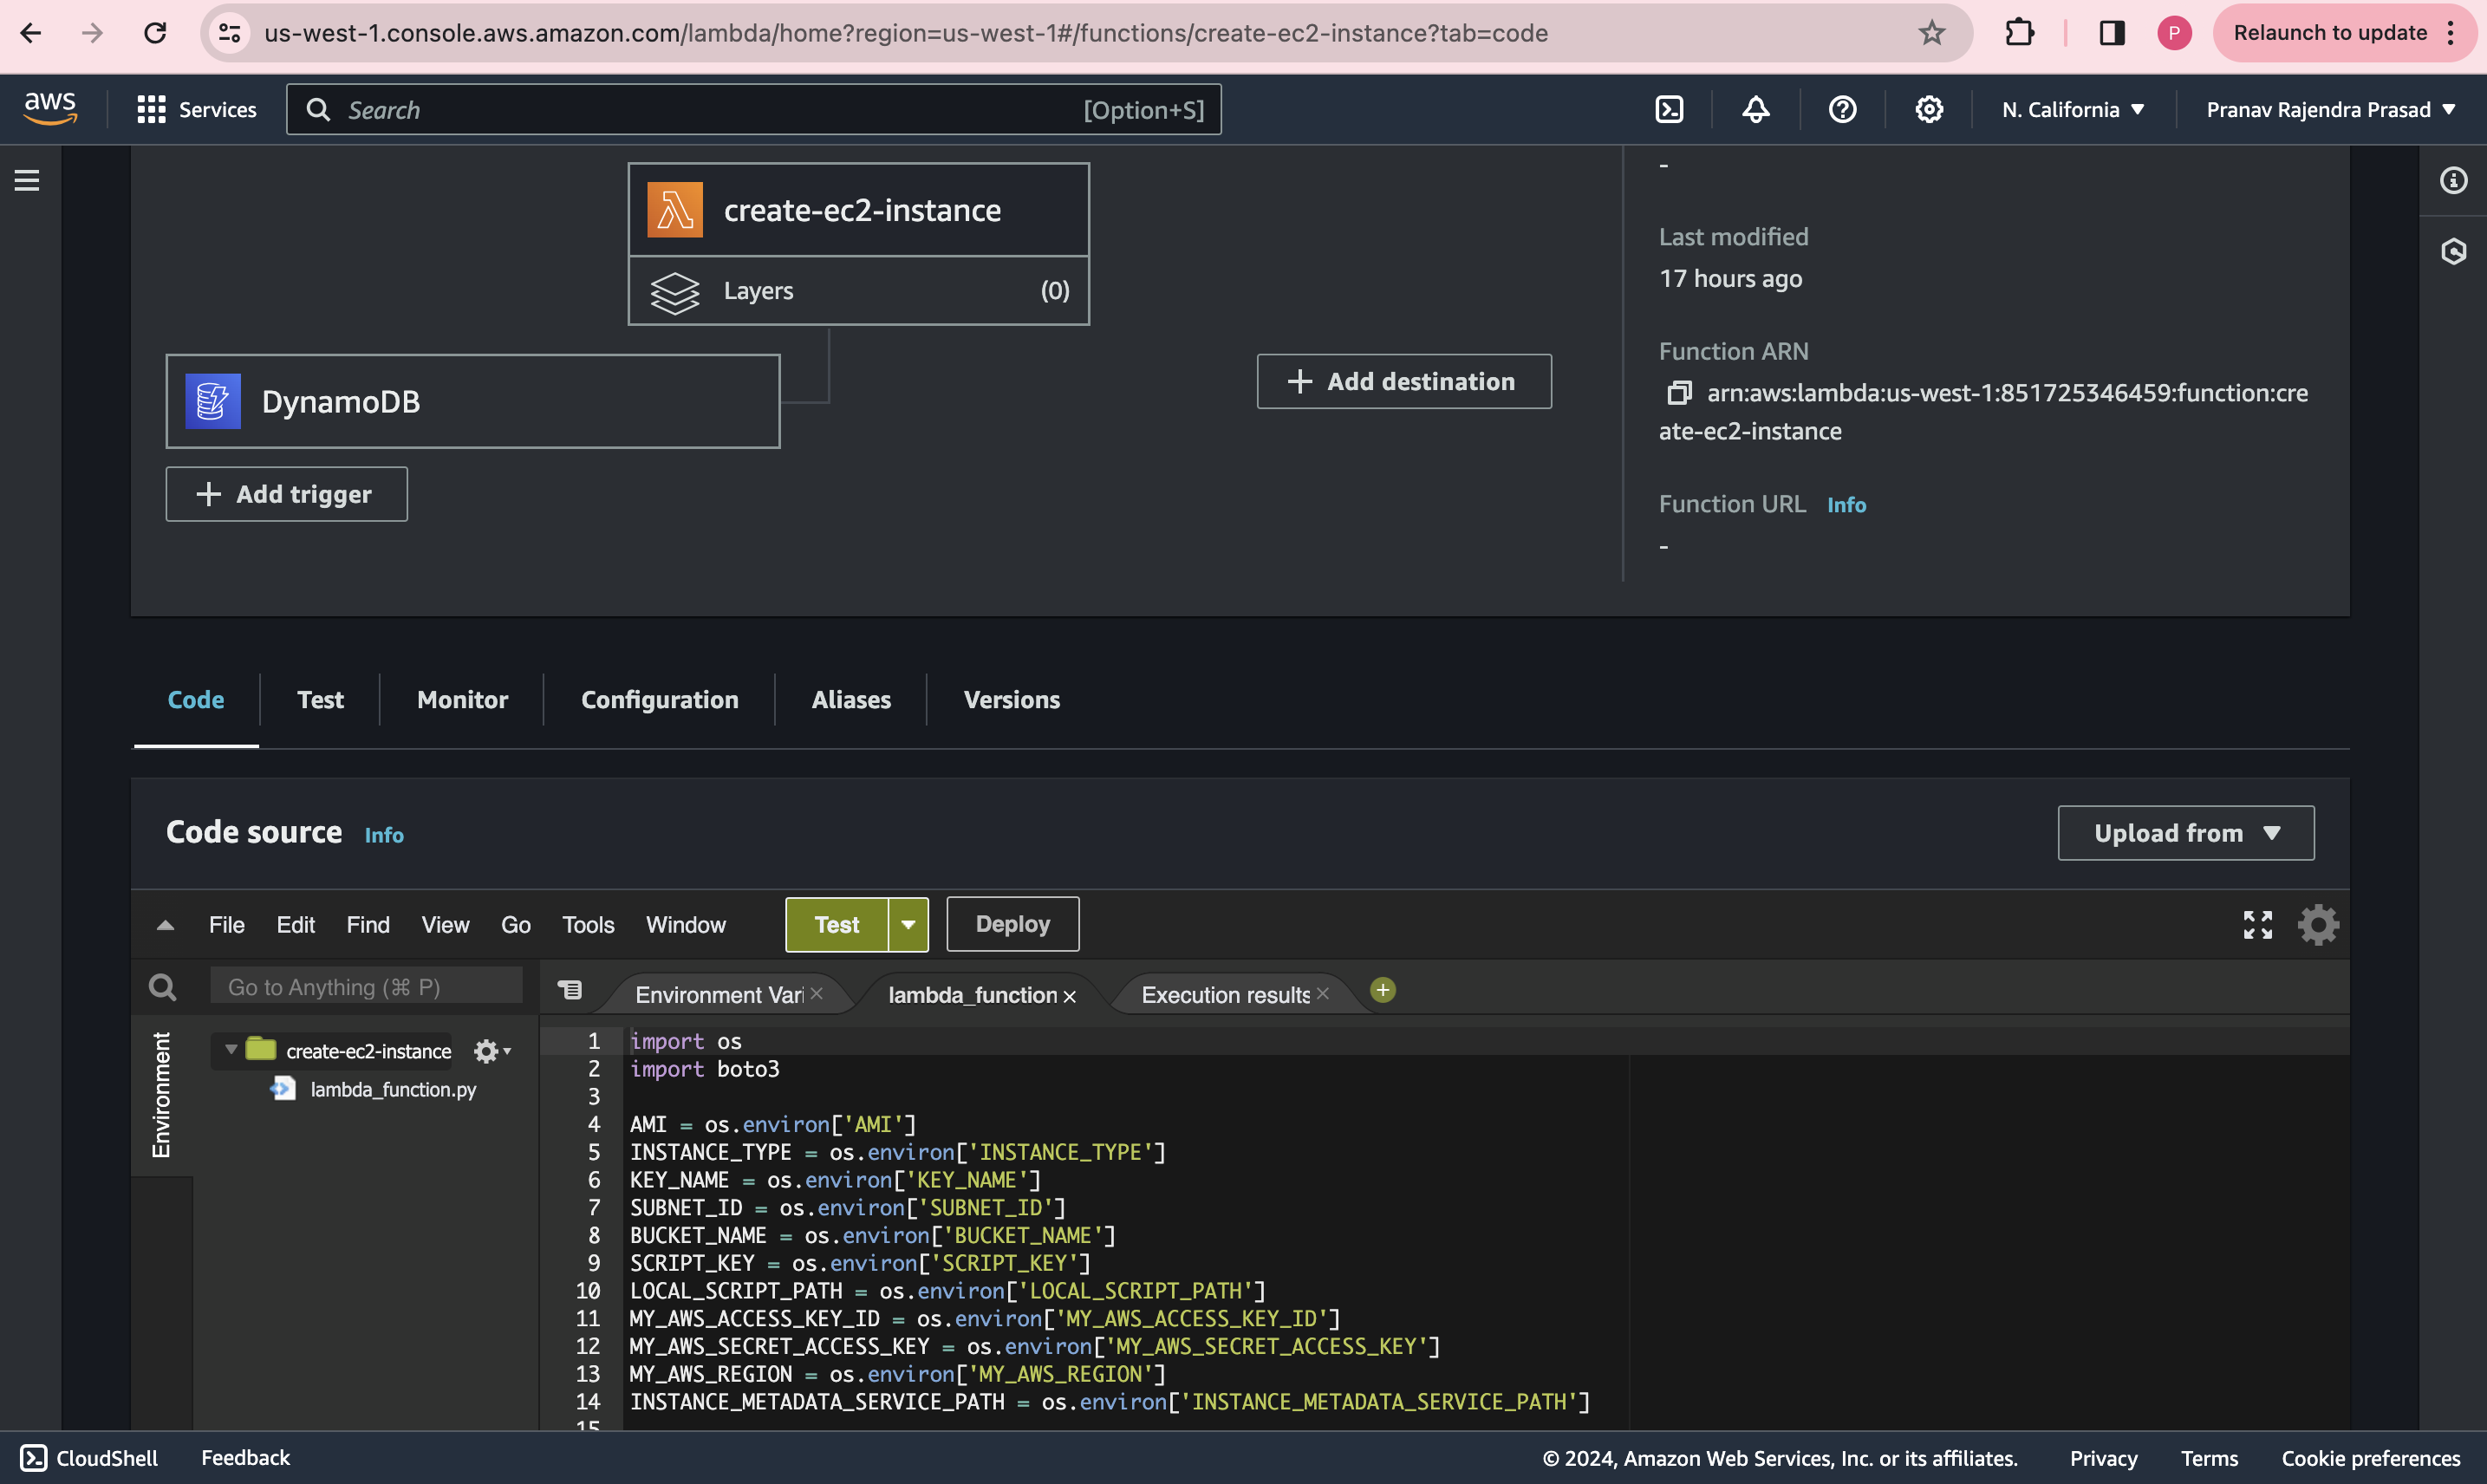 us-west-1.console.aws.amazon.com/lambda/home?region=us-west-1#/functions/create-ec2-instance?tab=code
P
Relaunch to update
aws
Services
Search
[Option+S]
N. California
Pranav Rajendra Prasad
create-ec2-instance
Layers
(0)
DynamoDB
+ Add trigger
+ Add destination
-
Last modified
17 hours ago
Function ARN
arn:aws:lambda:us-west-1:851725346459:function:cre
ate-ec2-instance
Function URL Info
-
Code
Test
Monitor
Configuration
Aliases
Versions
Code source Info
Upload from
File Edit Find View Go Tools Window
Test
Deploy
Go to Anything (⌘ P)
Environment Vari
lambda_function
Execution results
Environment
create-ec2-instance
lambda_function.py
1 import os
2 import boto3
3
4 AMI = os.environ['AMI']
5 INSTANCE_TYPE = os.environ['INSTANCE_TYPE']
6 KEY_NAME = os.environ['KEY_NAME']
7 SUBNET_ID = os.environ['SUBNET_ID']
8 BUCKET_NAME = os.environ['BUCKET_NAME']
9 SCRIPT_KEY = os.environ['SCRIPT_KEY']
10 LOCAL_SCRIPT_PATH = os.environ['LOCAL_SCRIPT_PATH']
11 MY_AWS_ACCESS_KEY_ID = os.environ['MY_AWS_ACCESS_KEY_ID']
12 MY_AWS_SECRET_ACCESS_KEY = os.environ['MY_AWS_SECRET_ACCESS_KEY']
13 MY_AWS_REGION = os.environ['MY_AWS_REGION']
14 INSTANCE_METADATA_SERVICE_PATH = os.environ['INSTANCE_METADATA_SERVICE_PATH']
15
CloudShell
Feedback
© 2024, Amazon Web Services, Inc. or its affiliates.
Privacy
Terms
Cookie preferences